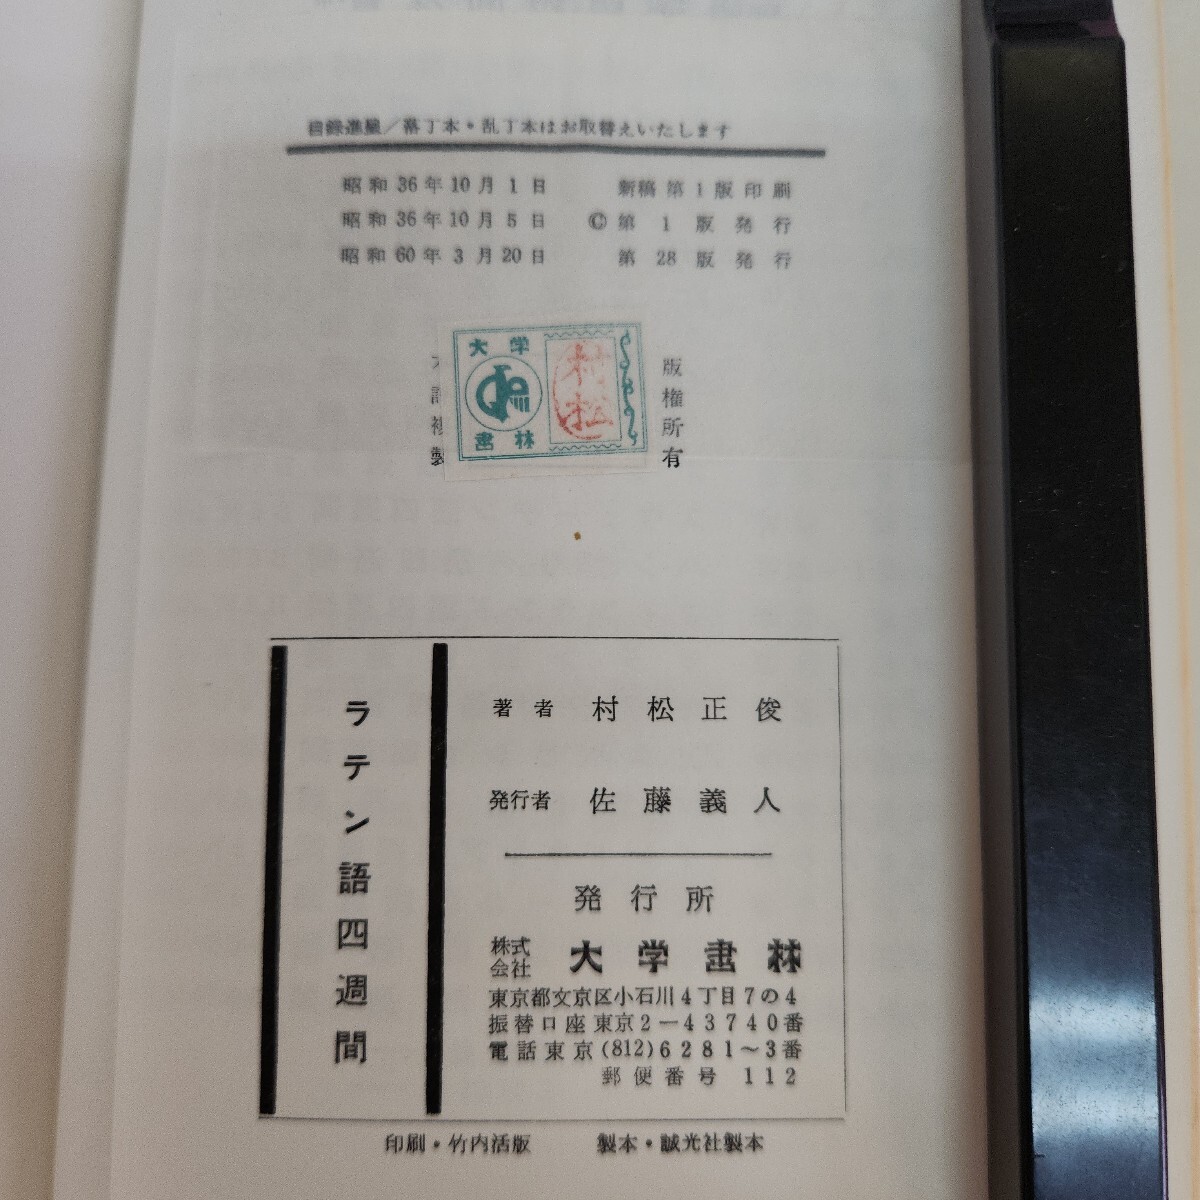 目録進呈／落丁本・乱丁本はお取替えいたします
昭和36年10月1日 新稿第1版印刷
昭和36年10月5日 ©第1版発行
昭和60年3月20日 第28版発行
版権所有
大学
書林
村松
製
ラテン語四週間
著者 村松正俊
発行者 佐藤義人
発行所
株式会社 大学書林
東京都文京区小石川4丁目7の4
振替口座東京2―43740番
電話東京(812)6281～3番
郵便番号 112
印刷・竹内活版 製本・誠光社製本